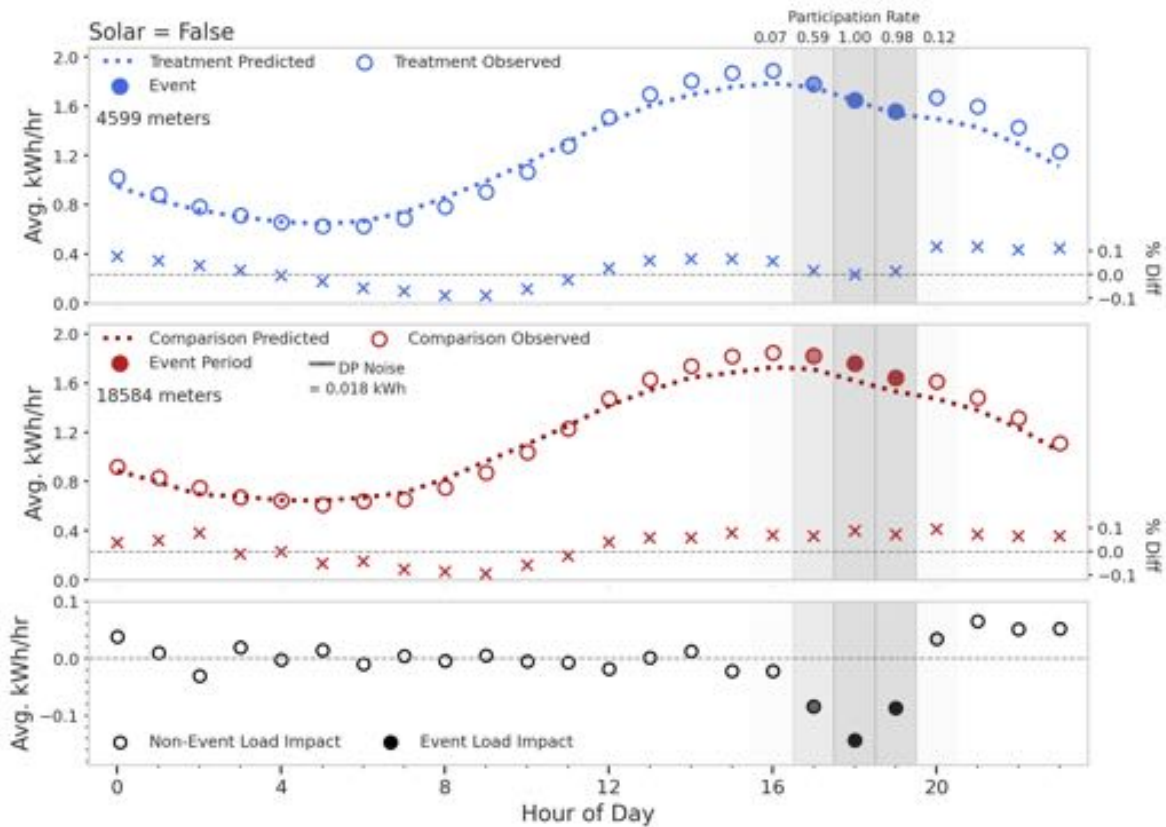 Participation Rate
Solar = False
0.07 0.59 1.00 0.98 0.12
2.0
Treatment Predicted Treatment Observed
Event
1.6
4599 meters
1.2
Avg. kWh/hr
0.8
0.4
0.1
0.0
% Diff
−0.1
0.0
2.0
Comparison Predicted Comparison Observed
Event Period DP Noise
= 0.018 kWh
1.6
18584 meters
1.2
Avg. kWh/hr
0.8
0.4
0.1
0.0
% Diff
−0.1
0.0
0.1
0.0
Avg. kWh/hr
−0.1
Non-Event Load Impact Event Load Impact
0 4 8 12 16 20
Hour of Day